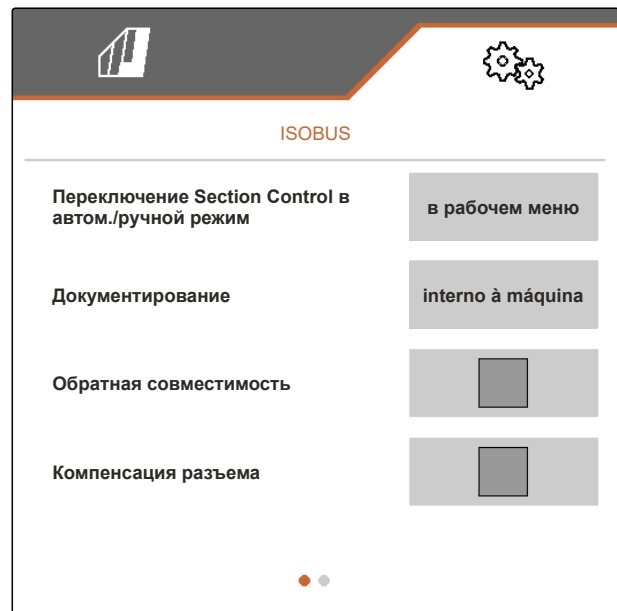 ISOBUS
Переключение Section Control в
автом./ручной режим
в рабочем меню
Документирование
interno à máquina
Обратная совместимость
Компенсация разъема